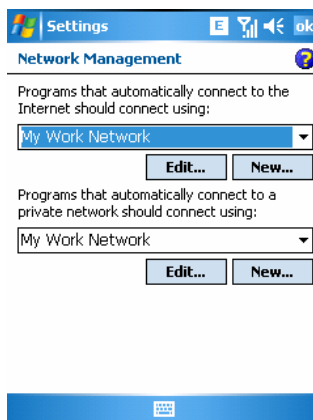 Settings
E
ok
Network Management
?
Programs that automatically connect to the
Internet should connect using:
My Work Network
Edit... New...
Programs that automatically connect to a
private network should connect using:
My Work Network
Edit... New...